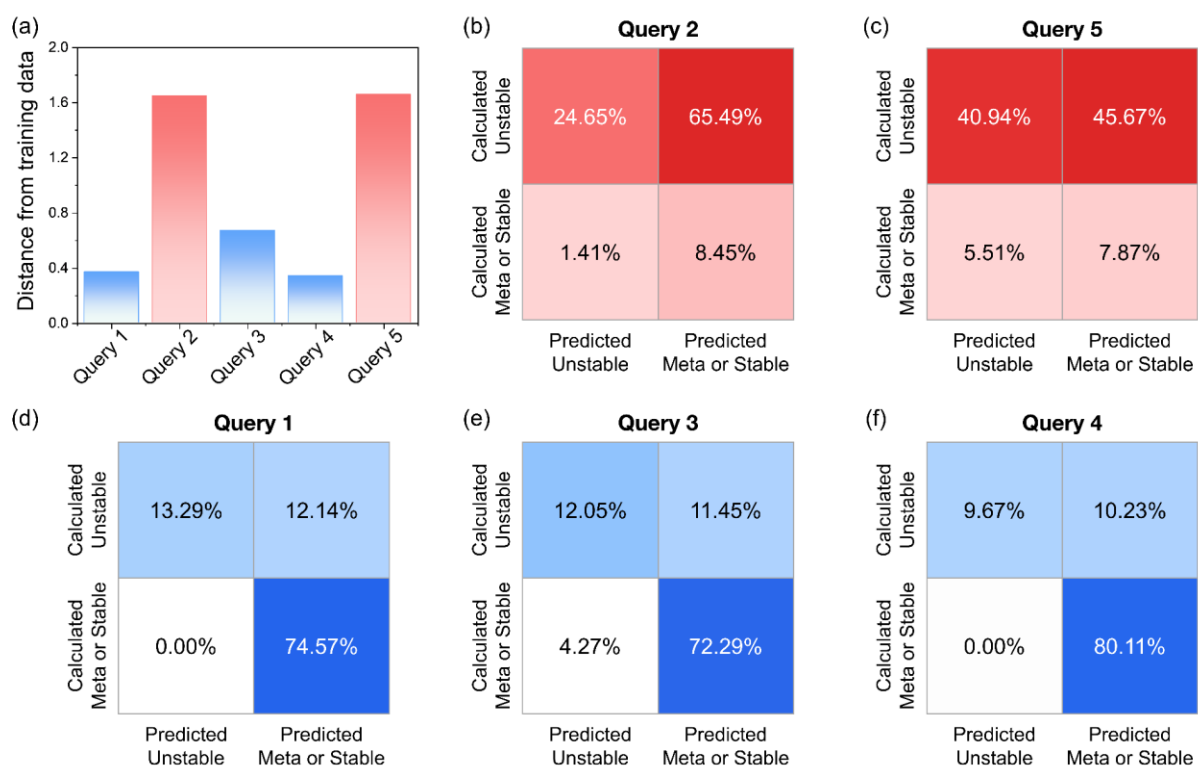 (a)
Distance from training data
2.0
1.6
1.2
0.8
0.4
0.0
Query 1
Query 2
Query 3
Query 4
Query 5
(b)
Query 2
Calculated
Unstable
24.65%
65.49%
Calculated
Meta or Stable
1.41%
8.45%
Predicted
Unstable
Predicted
Meta or Stable
(c)
Query 5
Calculated
Unstable
40.94%
45.67%
Calculated
Meta or Stable
5.51%
7.87%
Predicted
Unstable
Predicted
Meta or Stable
(d)
Query 1
Calculated
Unstable
13.29%
12.14%
Calculated
Meta or Stable
0.00%
74.57%
Predicted
Unstable
Predicted
Meta or Stable
(e)
Query 3
Calculated
Unstable
12.05%
11.45%
Calculated
Meta or Stable
4.27%
72.29%
Predicted
Unstable
Predicted
Meta or Stable
(f)
Query 4
Calculated
Unstable
9.67%
10.23%
Calculated
Meta or Stable
0.00%
80.11%
Predicted
Unstable
Predicted
Meta or Stable